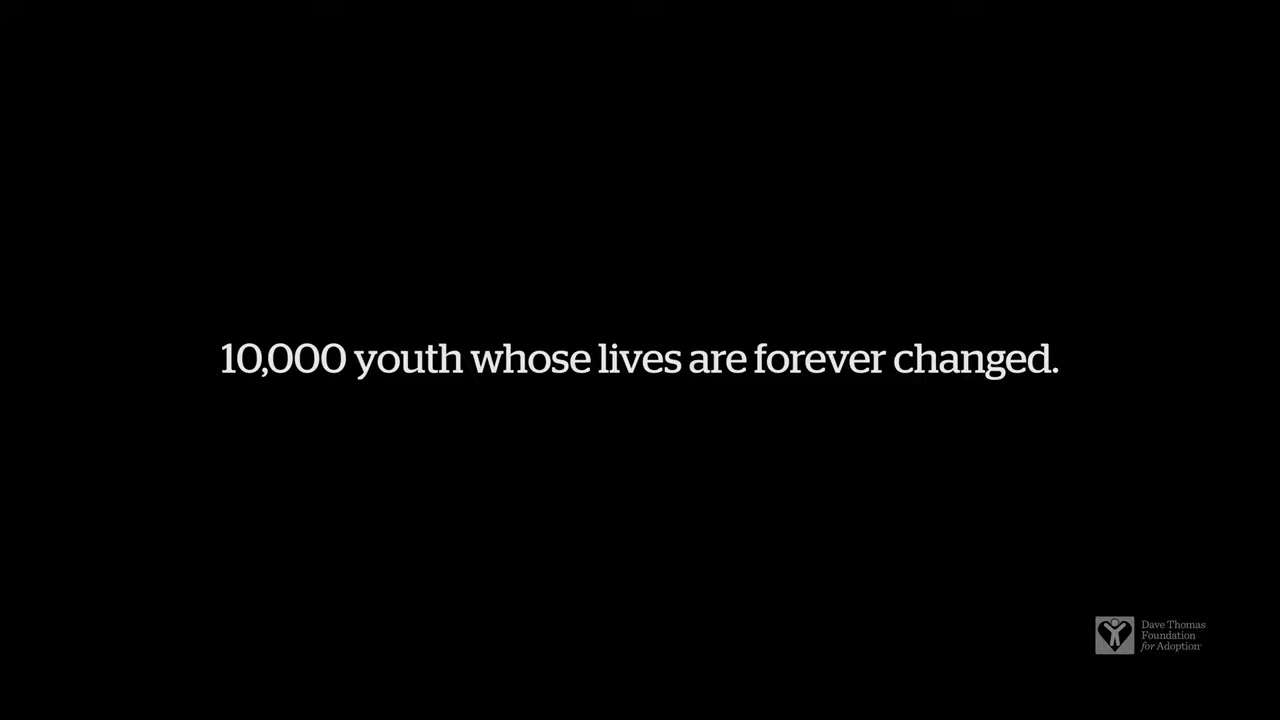 10,000 youth whose lives are forever changed.
Dave Thomas
Foundation
for Adoption